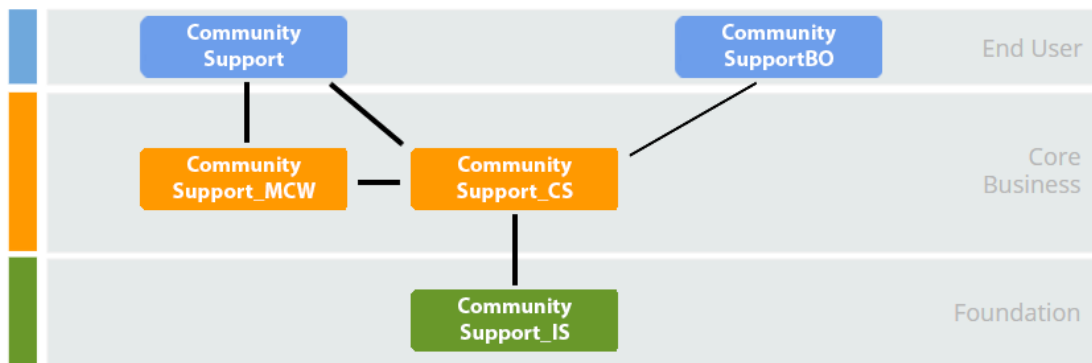 Community
Support
Community
SupportBO
End User
Community
Support_MCW
Community
Support_CS
Core
Business
Community
Support_IS
Foundation